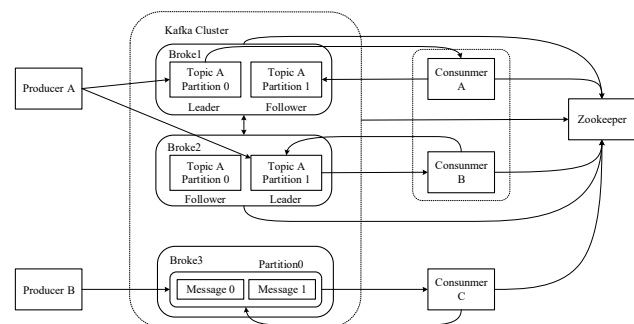 Kafka Cluster
Broke1
Topic A
Partition 0
Topic A
Partition 1
Leader
Follower
Producer A
Consunmer
A
Zookeeper
Broke2
Topic A
Partition 0
Topic A
Partition 1
Follower
Leader
Consunmer
B
Broke3
Partition0
Message 0
Message 1
Producer B
Consunmer
C